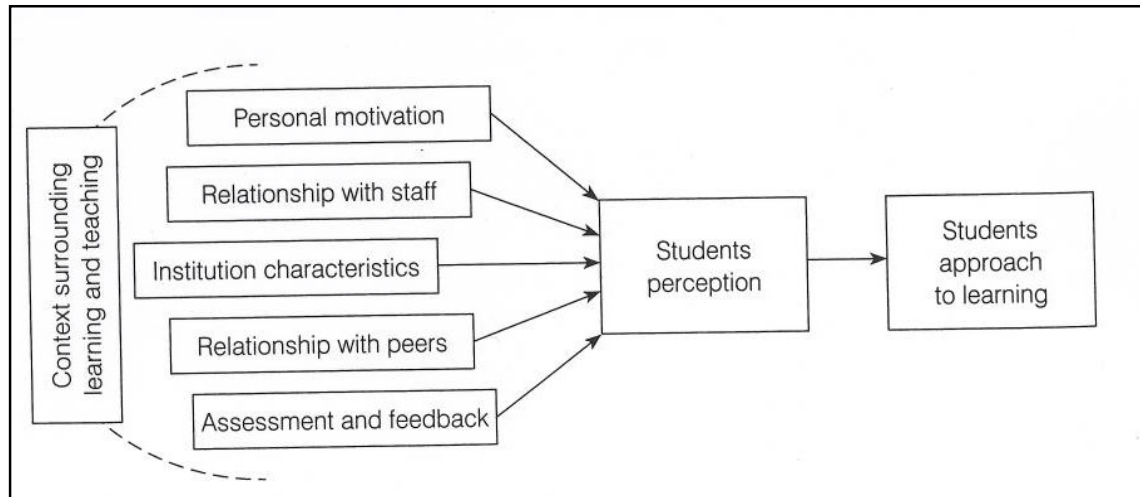 Context surrounding
learning and teaching
Personal motivation
Relationship with staff
Institution characteristics
Relationship with peers
Assessment and feedback
Students
perception
Students
approach
to learning